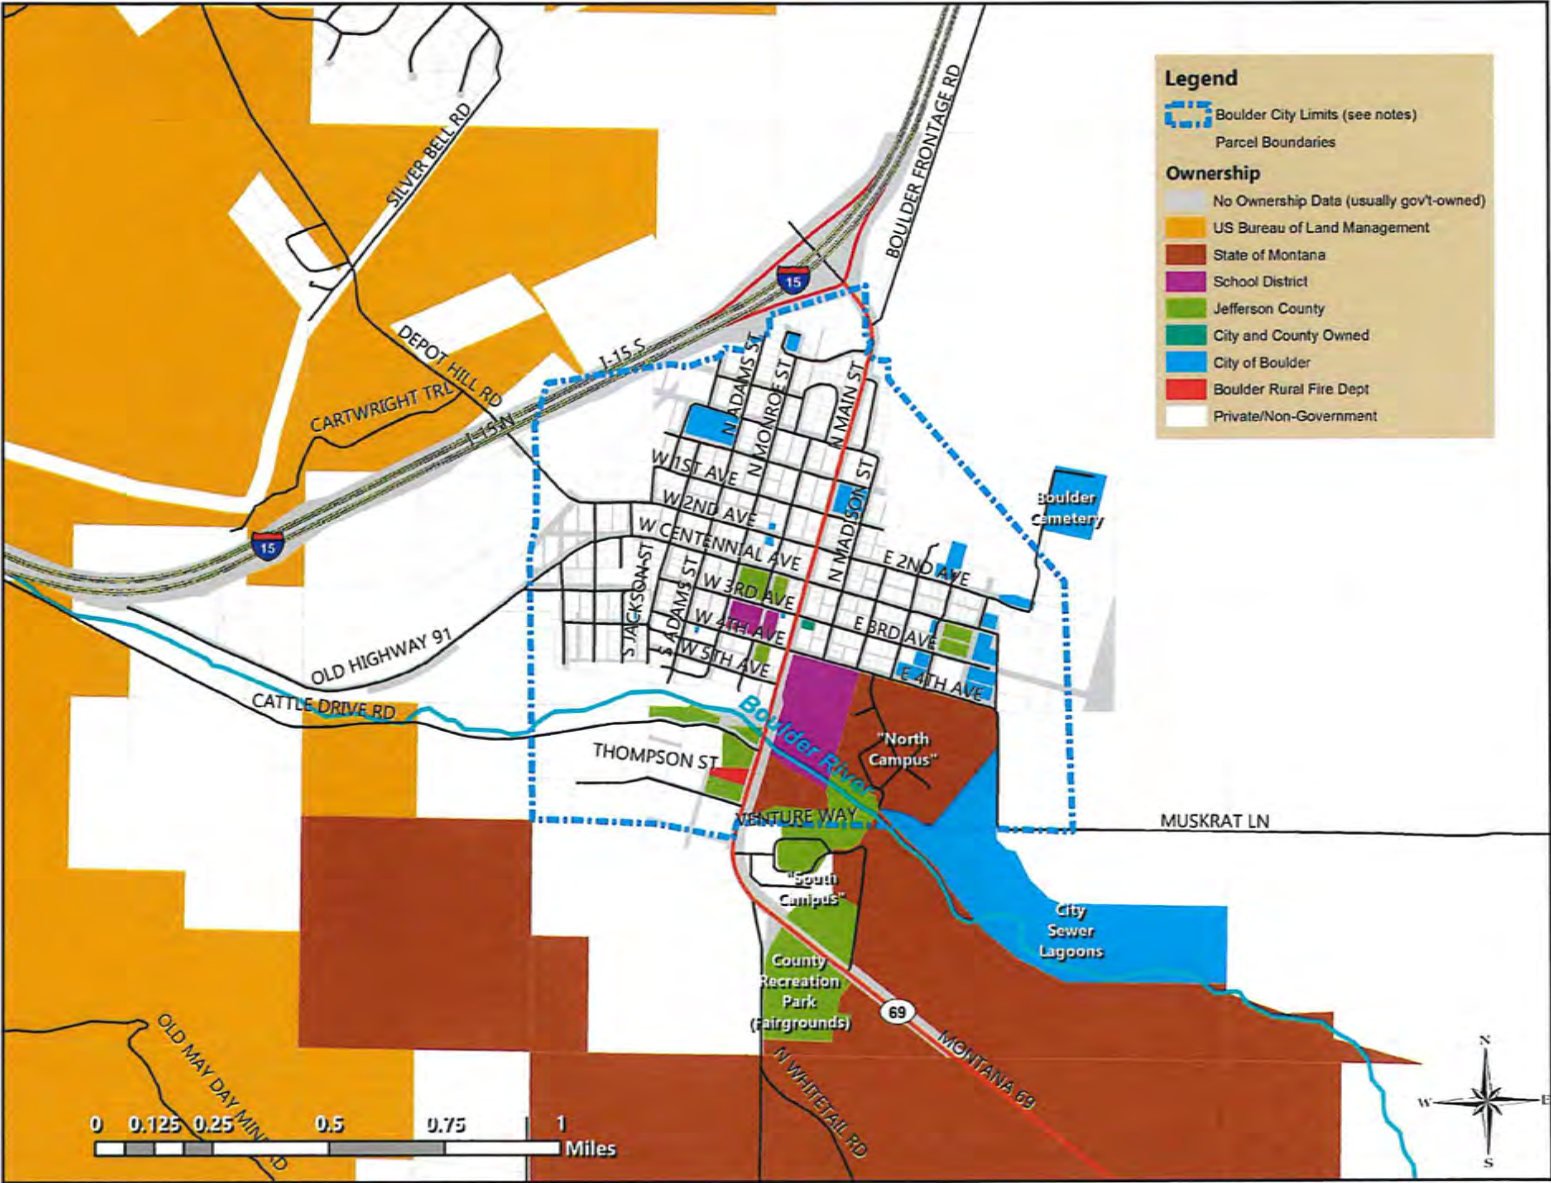 Legend
Boulder City Limits (see notes)
Parcel Boundaries
Ownership
No Ownership Data (usually gov't-owned)
US Bureau of Land Management
State of Montana
School District
Jefferson County
City and County Owned
City of Boulder
Boulder Rural Fire Dept
Private/Non-Government
SILVER BELL RD
BOULDER FRONTAGE RD
15
DEPOT HILL RD
I-15 S
CARTWRIGHT TRL
I-15 N
N ADAMS ST
N MONROE ST
N MAIN ST
W 1ST AVE
W 2ND AVE
N MADISON ST
Boulder
Cemetery
15
W CENTENNIAL AVE
E 2ND AVE
W 3RD AVE
S JACKSON ST
S ADAMS ST
W 4TH AVE
E 3RD AVE
W 5TH AVE
E 4TH AVE
OLD HIGHWAY 91
CATTLE DRIVE RD
Boulder River
"North
Campus"
THOMPSON ST
VENTURE WAY
MUSKRAT LN
"South
Campus"
City
Sewer
Lagoons
County
Recreation
Park
(Fairgrounds)
69
MONTANA 69
N WHITETAIL RD
OLD MAY DAY MINE RD
0 0.125 0.25 0.5 0.75 1
Miles
N
W E
S